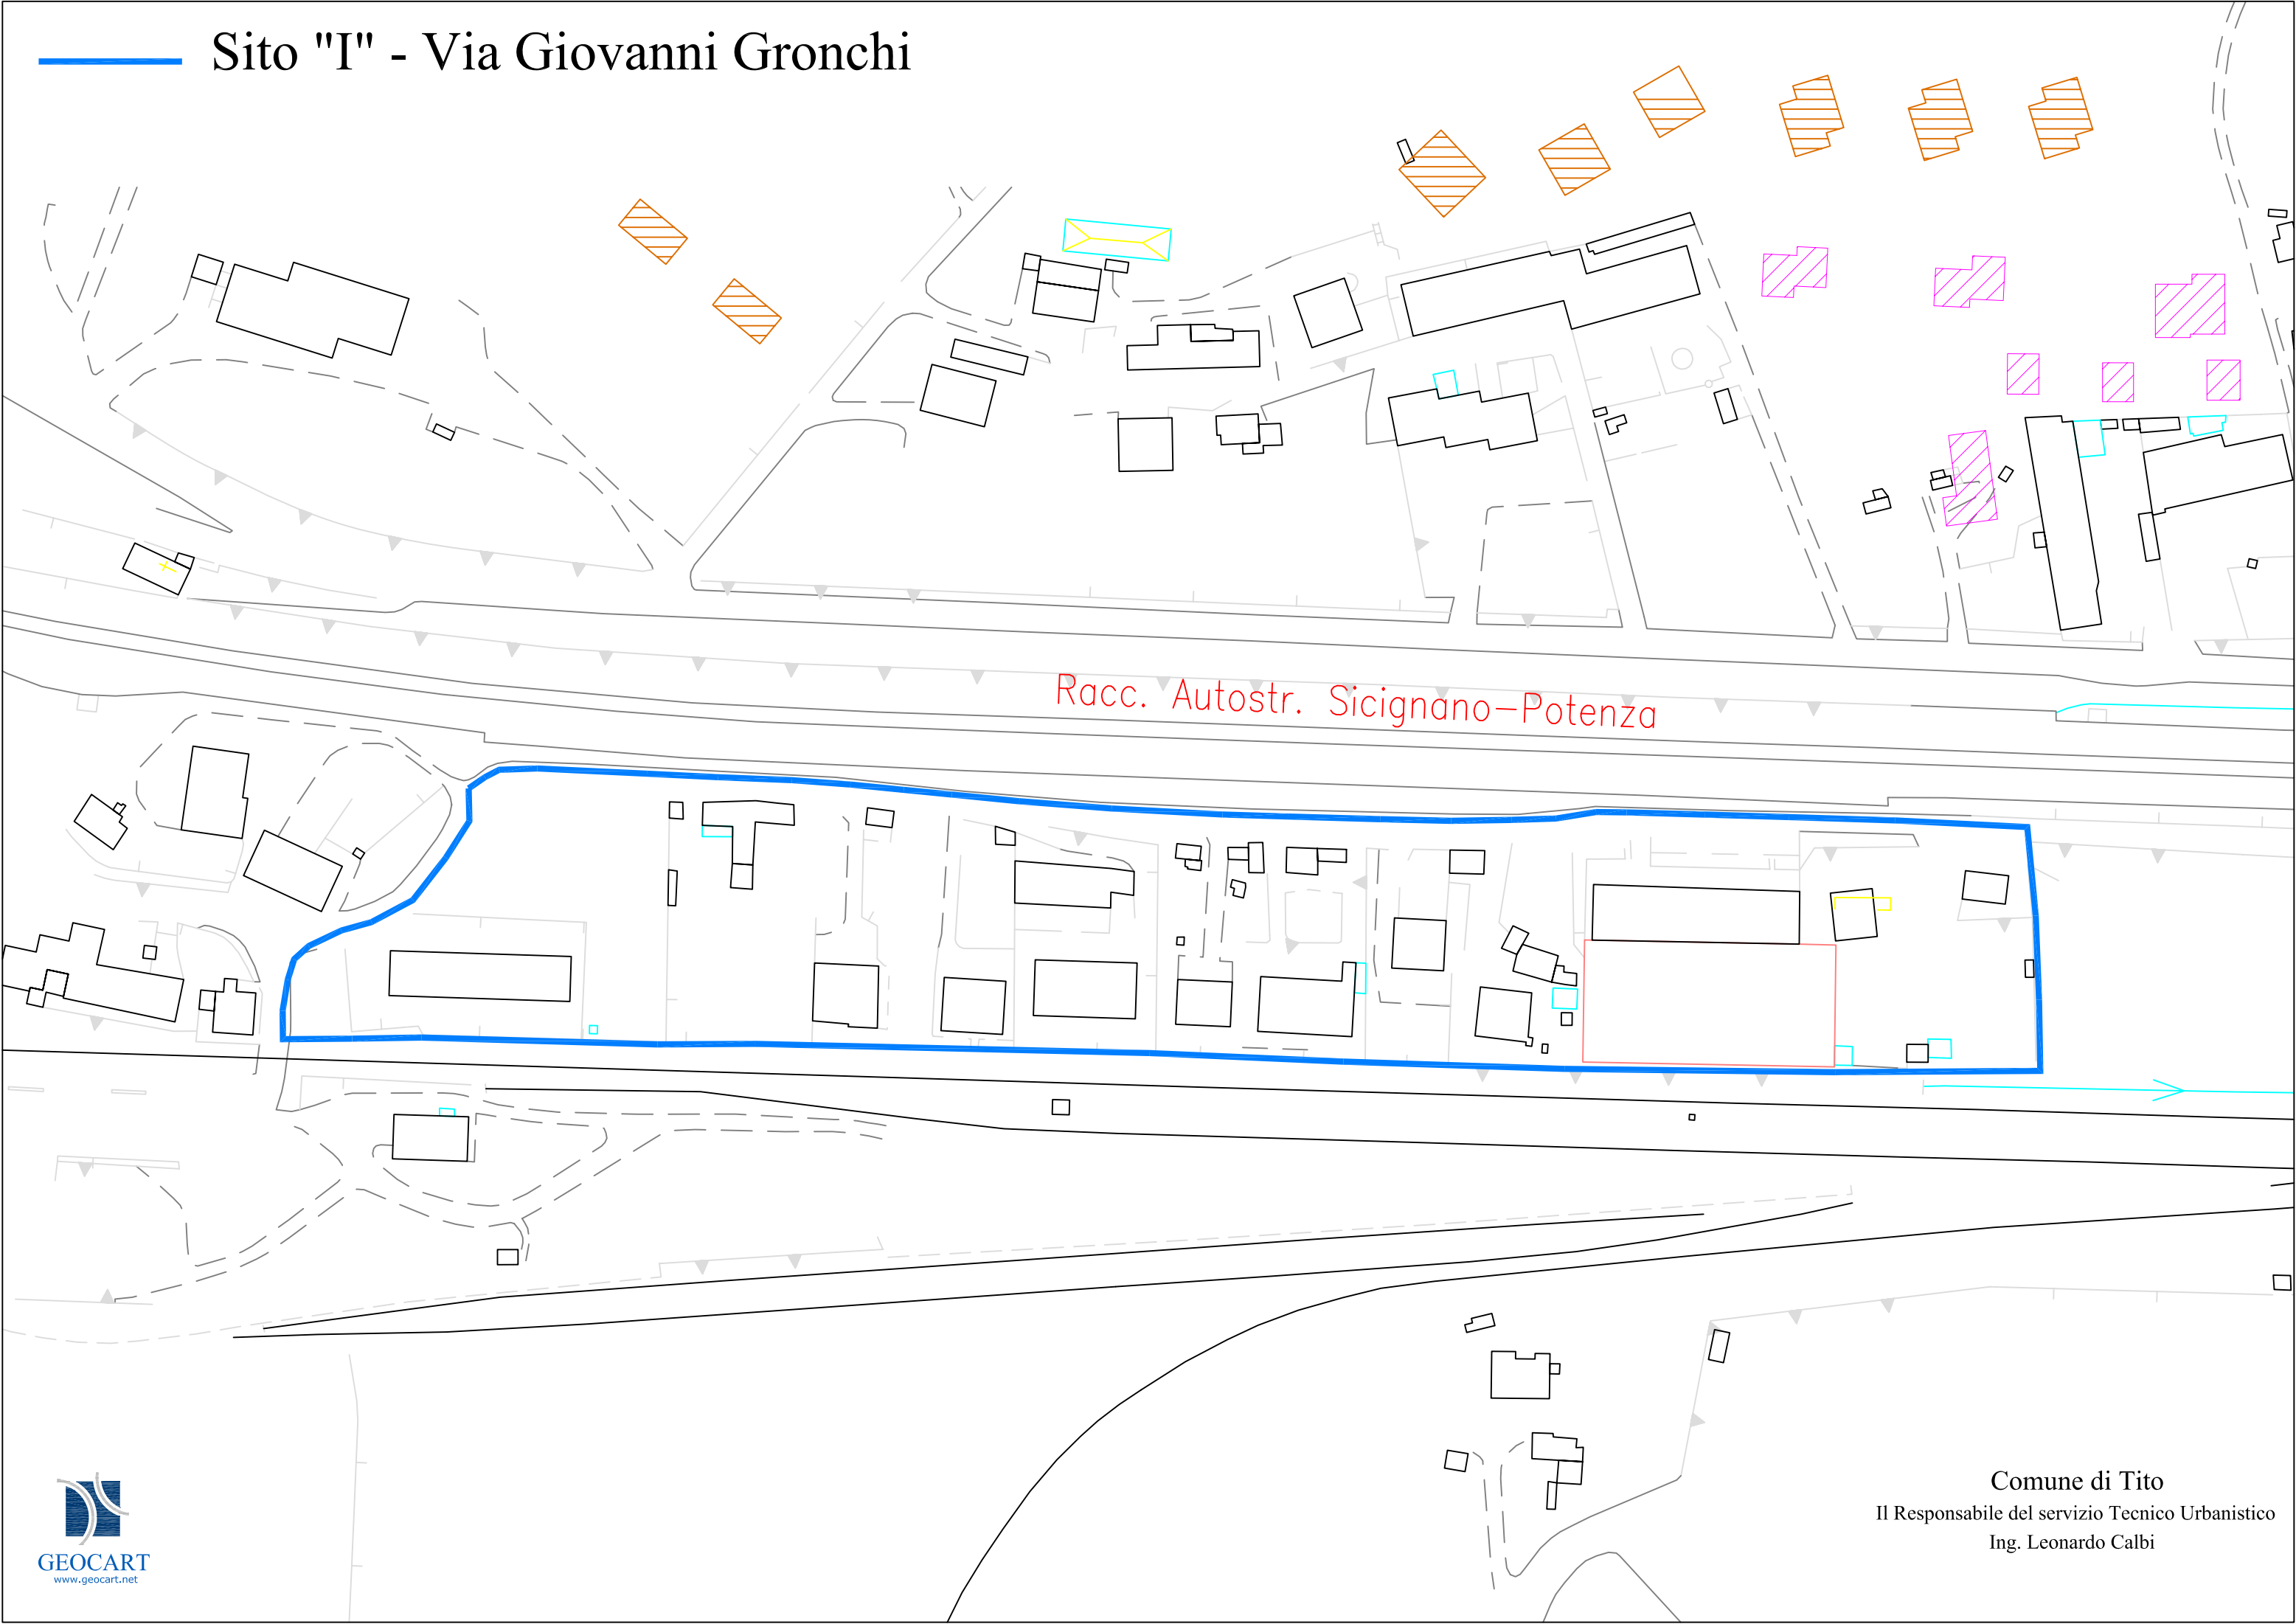 Sito "I" - Via Giovanni Gronchi
Racc. Autostr. Sicignano-Potenza
GEOCART
www.geocart.net
Comune di Tito
Il Responsabile del servizio Tecnico Urbanistico
Ing. Leonardo Calbi